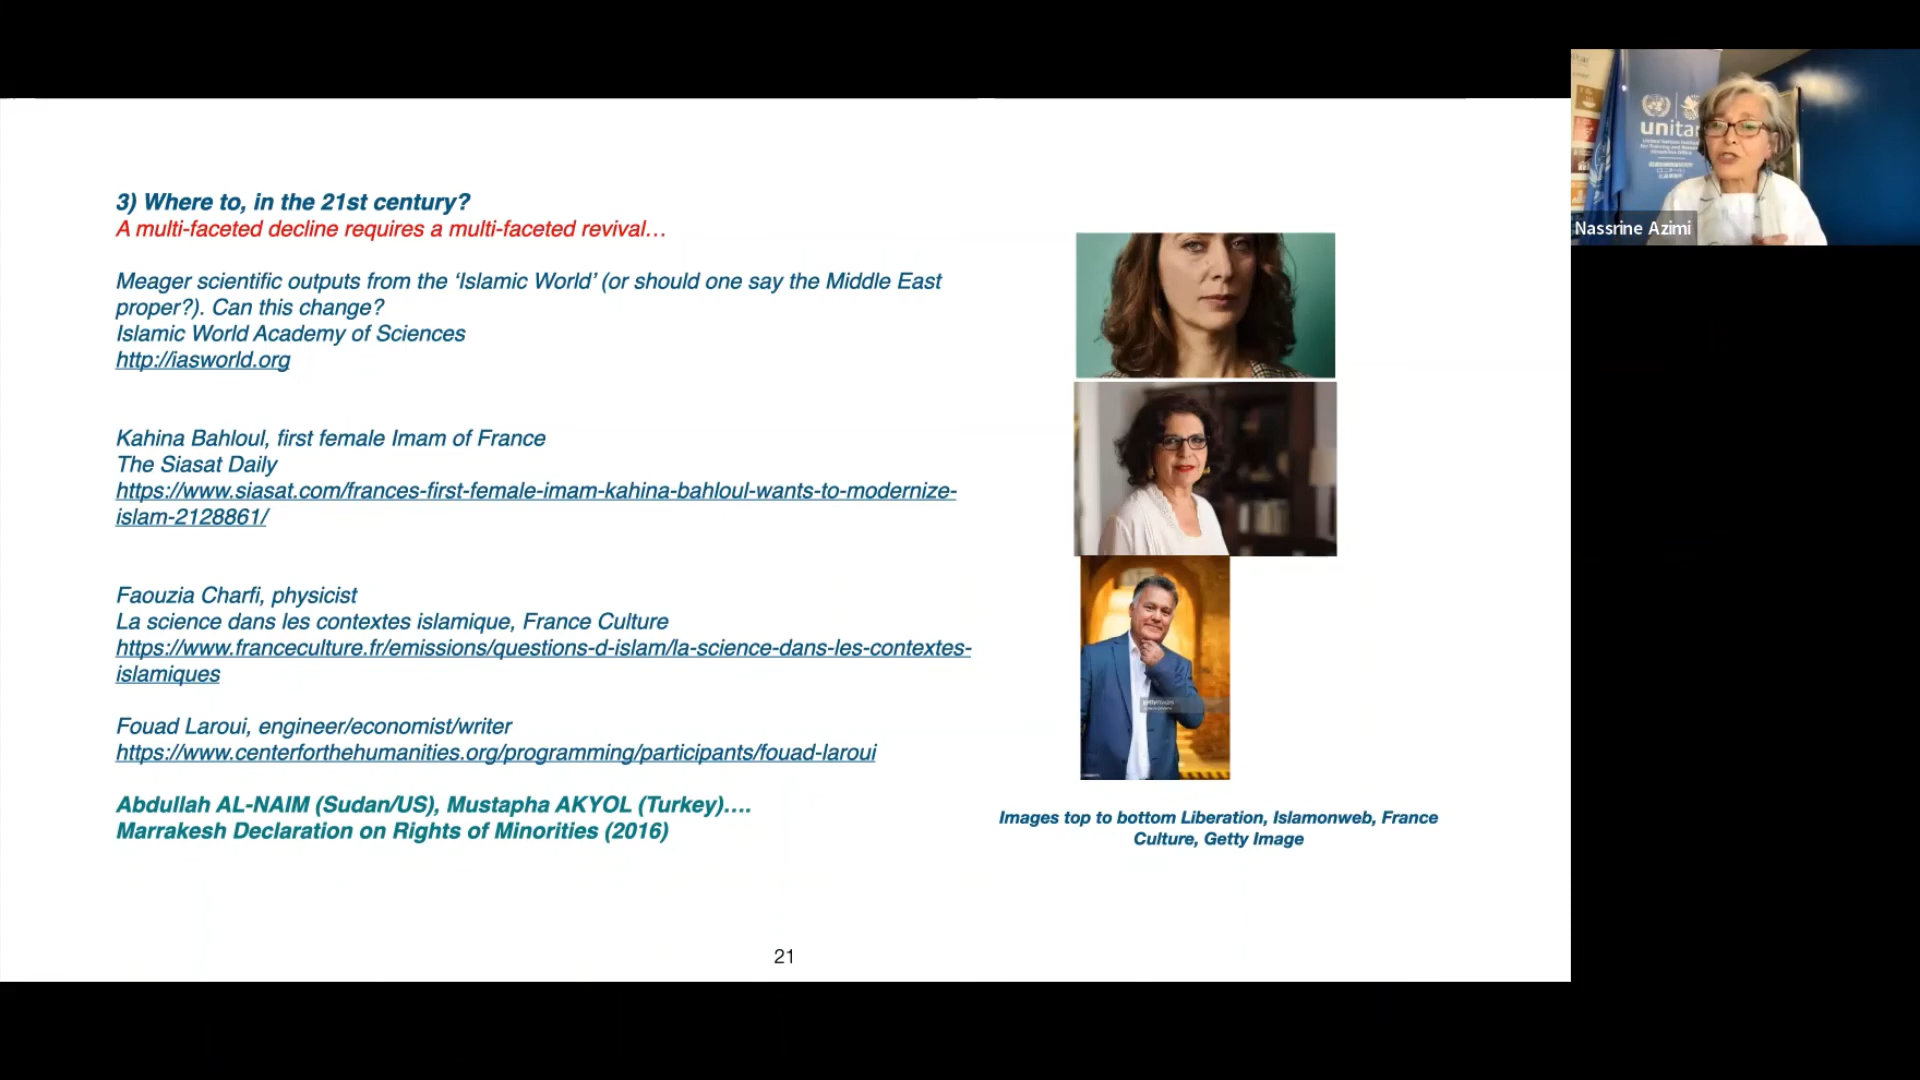 3) Where to, in the 21st century?
A multi-faceted decline requires a multi-faceted revival…
Meager scientific outputs from the ‘Islamic World’ (or should one say the Middle East
proper?). Can this change?
Islamic World Academy of Sciences
http://iasworld.org
Kahina Bahloul, first female Imam of France
The Siasat Daily
https://www.siasat.com/frances-first-female-imam-kahina-bahloul-wants-to-modernize-
islam-2128861/
Faouzia Charfi, physicist
La science dans les contextes islamique, France Culture
https://www.franceculture.fr/emissions/questions-d-islam/la-science-dans-les-contextes-
islamiques
Fouad Laroui, engineer/economist/writer
https://www.centerforthehumanities.org/programming/participants/fouad-laroui
Abdullah AL-NAIM (Sudan/US), Mustapha AKYOL (Turkey)….
Marrakesh Declaration on Rights of Minorities (2016)
Images top to bottom Liberation, Islamonweb, France
Culture, Getty Image
21
unitar
Nassrine Azimi